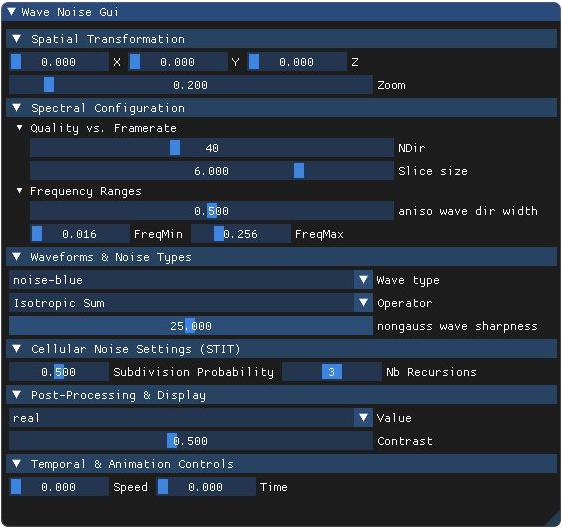 Wave Noise Gui
Spatial Transformation
0.000 X 0.000 Y 0.000 Z
0.200 Zoom
Spectral Configuration
Quality vs. Framerate
40 NDir
6.000 Slice size
Frequency Ranges
0.500 aniso wave dir width
0.016 FreqMin 0.256 FreqMax
Waveforms & Noise Types
noise-blue Wave type
Isotropic Sum Operator
25.000 nongauss wave sharpness
Cellular Noise Settings (STIT)
0.500 Subdivision Probability 3 Nb Recursions
Post-Processing & Display
real Value
0.500 Contrast
Temporal & Animation Controls
0.000 Speed 0.000 Time